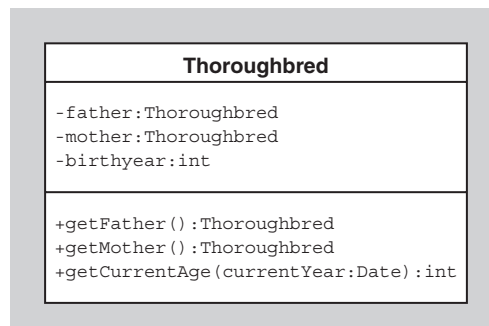 Thoroughbred
-father:Thoroughbred
-mother:Thoroughbred
-birthyear:int
+getFather():Thoroughbred
+getMother():Thoroughbred
+getCurrentAge(currentYear:Date):int